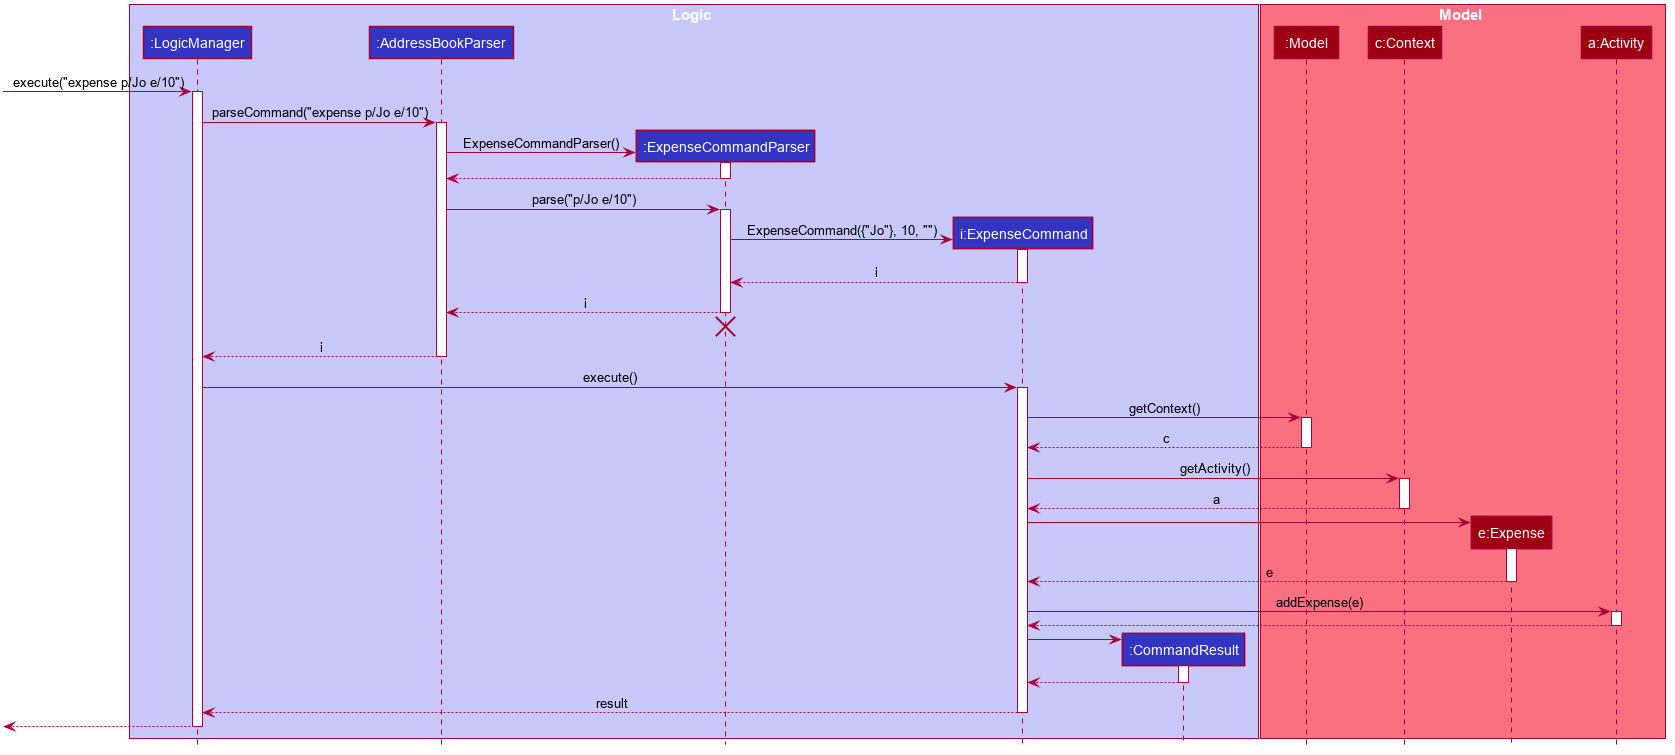 Logic
Model
:LogicManager
:AddressBookParser
:Model
c:Context
a:Activity
execute("expense p/Jo e/10")
parseCommand("expense p/Jo e/10")
ExpenseCommandParser()
:ExpenseCommandParser
parse("p/Jo e/10")
ExpenseCommand({"Jo"}, 10, "")
i:ExpenseCommand
i
i
i
execute()
getContext()
c
getActivity()
a
e:Expense
e
addExpense(e)
:CommandResult
result